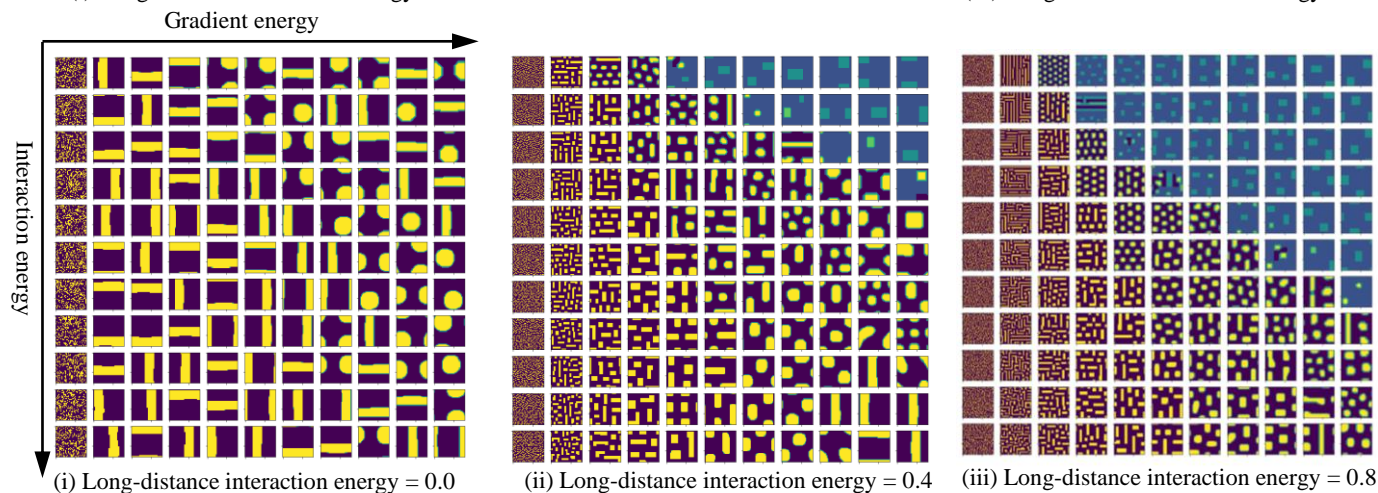 Gradient energy
Interaction energy
(i) Long-distance interaction energy = 0.0
(ii) Long-distance interaction energy = 0.4
(iii) Long-distance interaction energy = 0.8